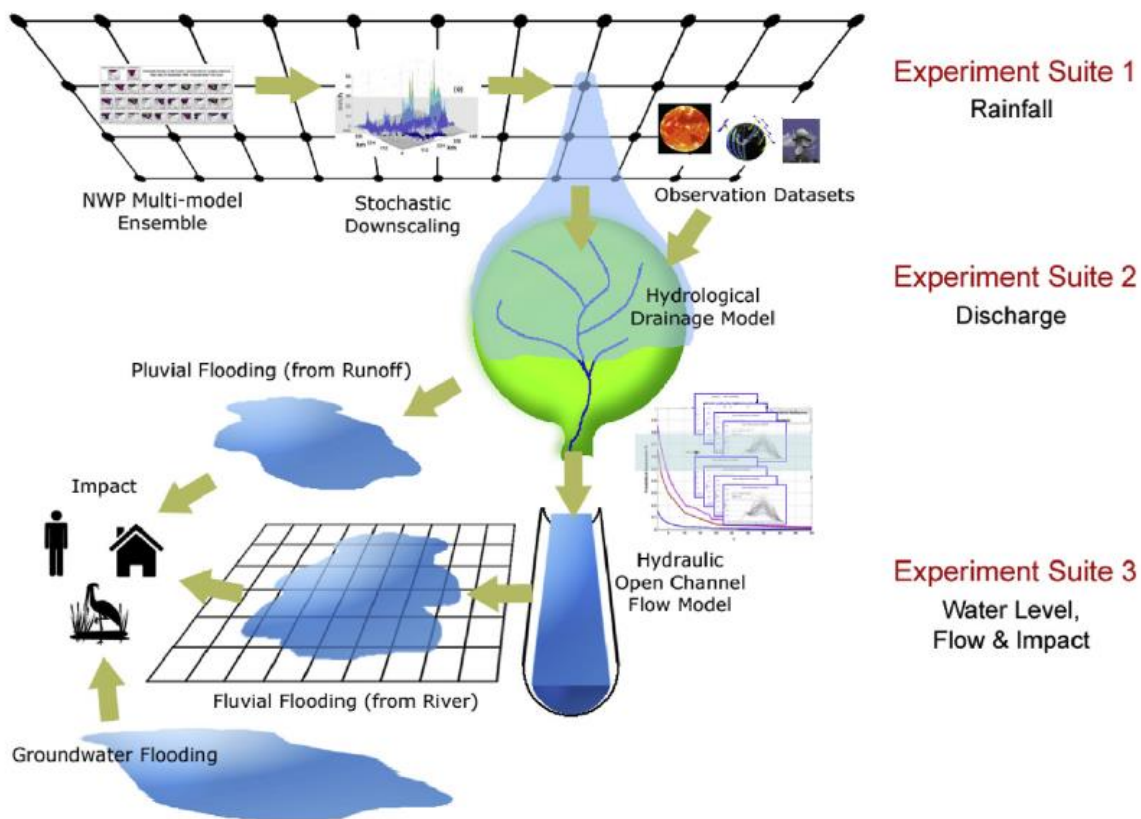 Experiment Suite 1
Rainfall
NWP Multi-model
Ensemble
Stochastic
Downscaling
Observation Datasets
Experiment Suite 2
Discharge
Hydrological
Drainage Model
Pluvial Flooding (from Runoff)
Impact
Hydraulic
Open Channel
Flow Model
Experiment Suite 3
Water Level,
Flow & Impact
Fluvial Flooding (from River)
Groundwater Flooding